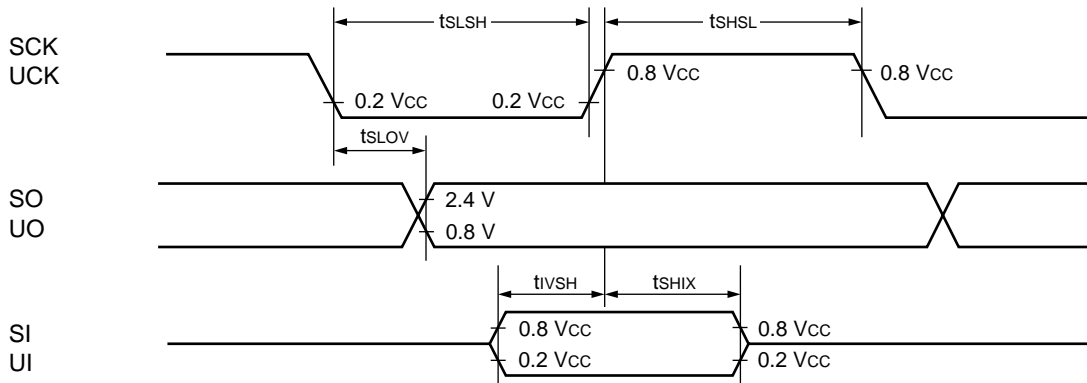 tSLSH tSHSL
SCK
UCK
0.8 VCC 0.8 VCC
0.2 VCC 0.2 VCC
tSLOV
SO
UO
2.4 V
0.8 V
tIVSH tSHIX
SI
UI
0.8 VCC 0.8 VCC
0.2 VCC 0.2 VCC